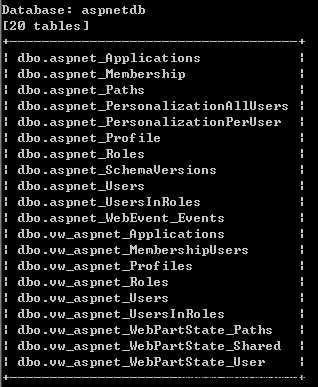 Database: aspnetdb
[20 tables]
+----------------------------------+
| dbo.aspnet_Applications |
| dbo.aspnet_Membership |
| dbo.aspnet_Paths |
| dbo.aspnet_PersonalizationAllUsers |
| dbo.aspnet_PersonalizationPerUser |
| dbo.aspnet_Profile |
| dbo.aspnet_Roles |
| dbo.aspnet_SchemaVersions |
| dbo.aspnet_Users |
| dbo.aspnet_UsersInRoles |
| dbo.aspnet_WebEvent_Events |
| dbo.vw_aspnet_Applications |
| dbo.vw_aspnet_MembershipUsers |
| dbo.vw_aspnet_Profiles |
| dbo.vw_aspnet_Roles |
| dbo.vw_aspnet_Users |
| dbo.vw_aspnet_UsersInRoles |
| dbo.vw_aspnet_WebPartState_Paths |
| dbo.vw_aspnet_WebPartState_Shared |
| dbo.vw_aspnet_WebPartState_User |
+----------------------------------+